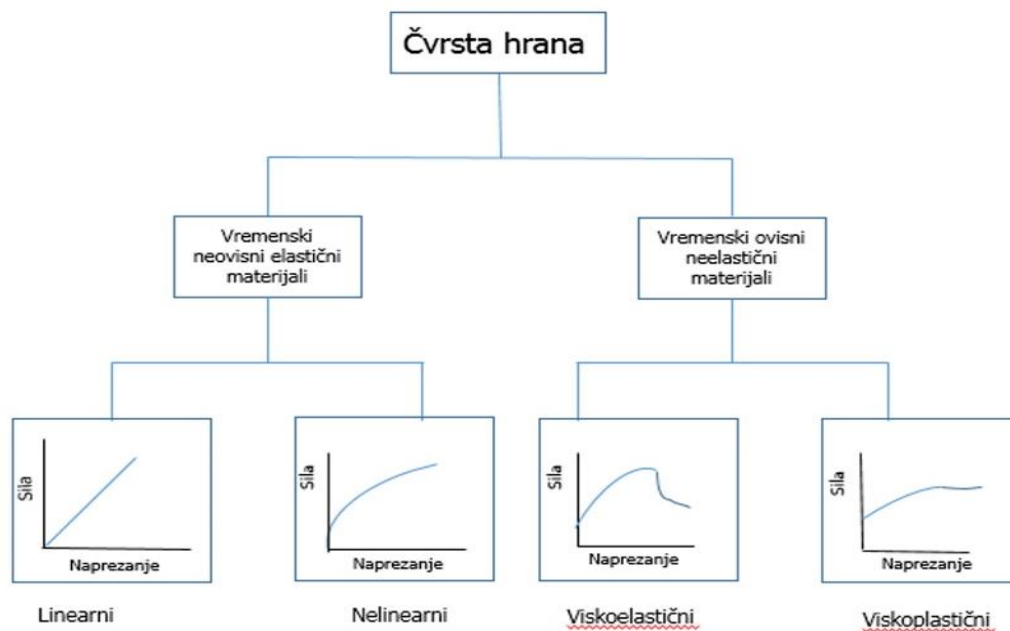 Čvrsta hrana
Vremenski
neovisni elastični
materijali
Vremenski ovisni
neelastični
materijali
Sila
Naprezanje
Sila
Naprezanje
Sila
Naprezanje
Sila
Naprezanje
Linearni
Nelinearni
Viskoelastični
Viskoplastični